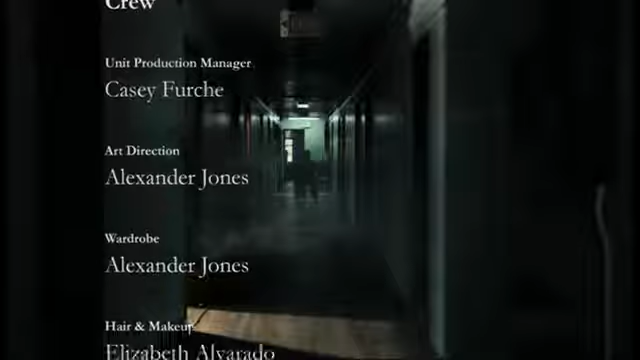 Crew
Unit Production Manager
Casey Furche
Art Direction
Alexander Jones
Wardrobe
Alexander Jones
Hair & Makeup
Elizabeth Alvarado